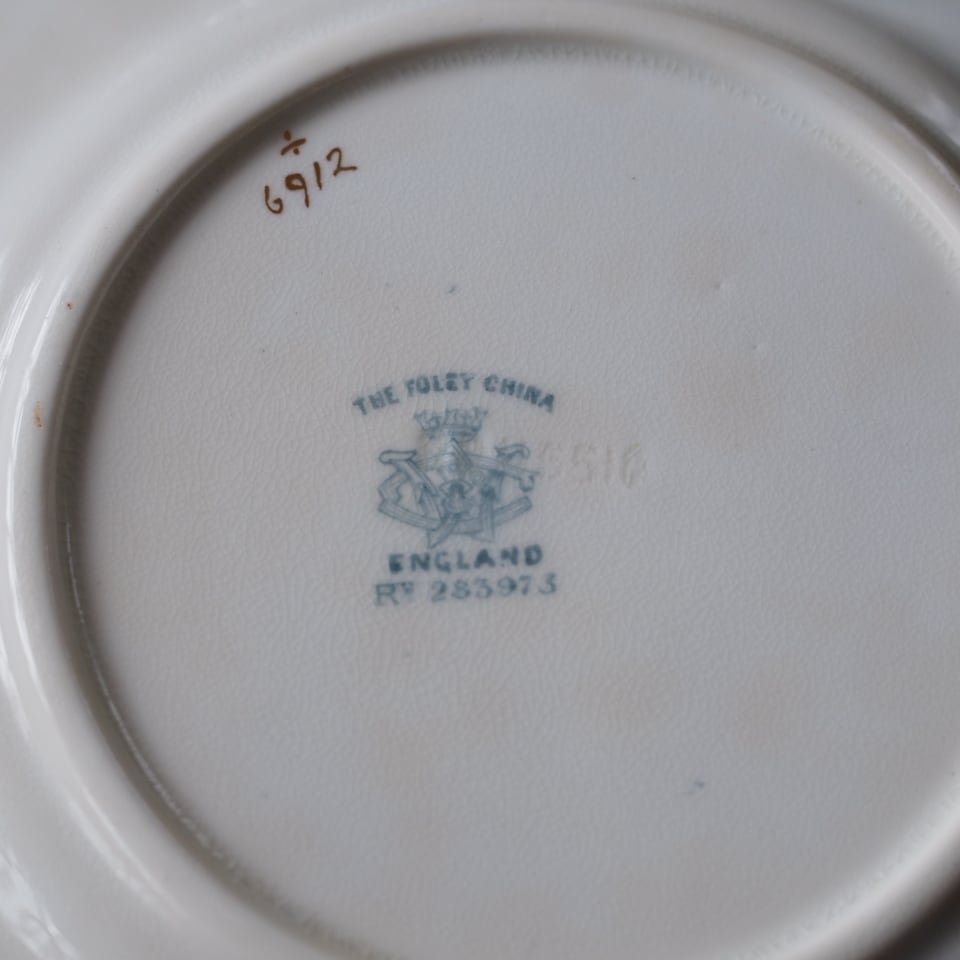 ÷
6912
THE FOLEY CHINA
ENGLAND
Rᴰ 283973